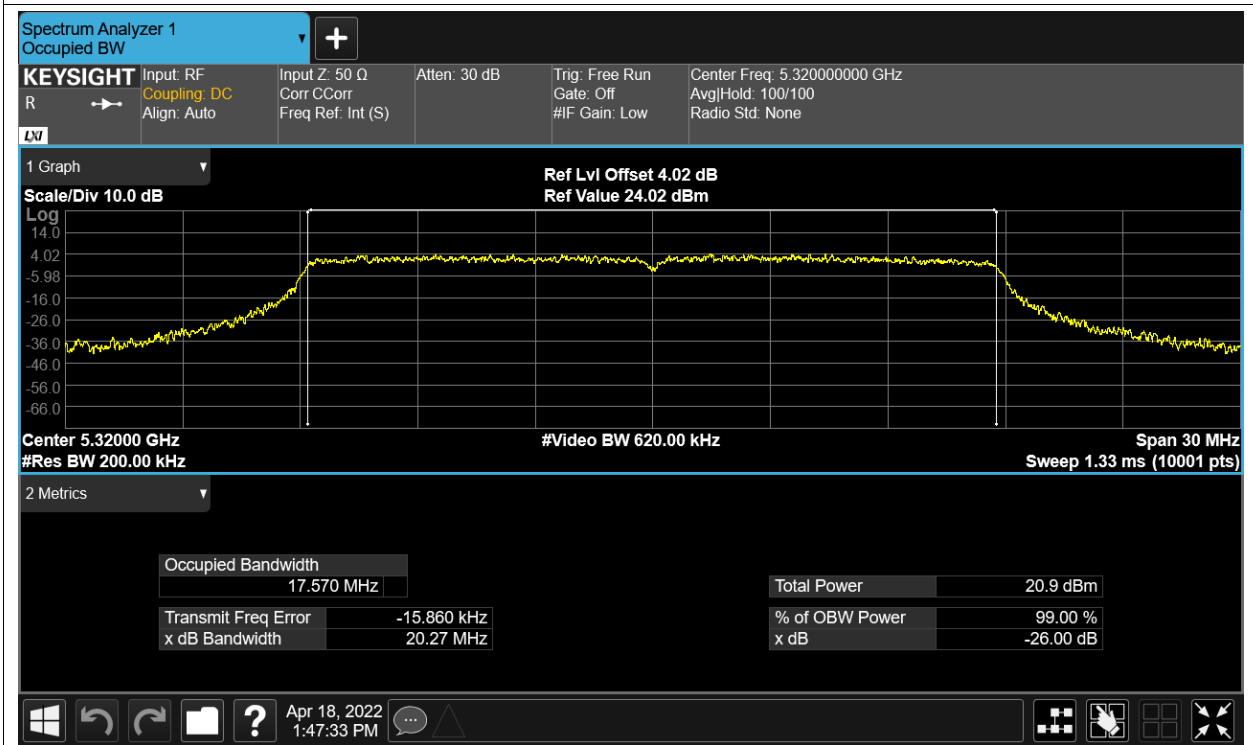 Spectrum Analyzer 1
Occupied BW
KEYSIGHT
R
LXI
Input: RF
Coupling: DC
Align: Auto
Input Z: 50 Ω
Corr CCorr
Freq Ref: Int (S)
Atten: 30 dB
Trig: Free Run
Gate: Off
#IF Gain: Low
Center Freq: 5.320000000 GHz
Avg|Hold: 100/100
Radio Std: None
1 Graph
Scale/Div 10.0 dB
Ref Lvl Offset 4.02 dB
Ref Value 24.02 dBm
Log
14.0
4.02
-5.98
-16.0
-26.0
-36.0
-46.0
-56.0
-66.0
Center 5.32000 GHz
#Res BW 200.00 kHz
#Video BW 620.00 kHz
Span 30 MHz
Sweep 1.33 ms (10001 pts)
2 Metrics
Occupied Bandwidth
17.570 MHz
Transmit Freq Error -15.860 kHz
x dB Bandwidth 20.27 MHz
Total Power 20.9 dBm
% of OBW Power 99.00 %
x dB -26.00 dB
?
Apr 18, 2022
1:47:33 PM